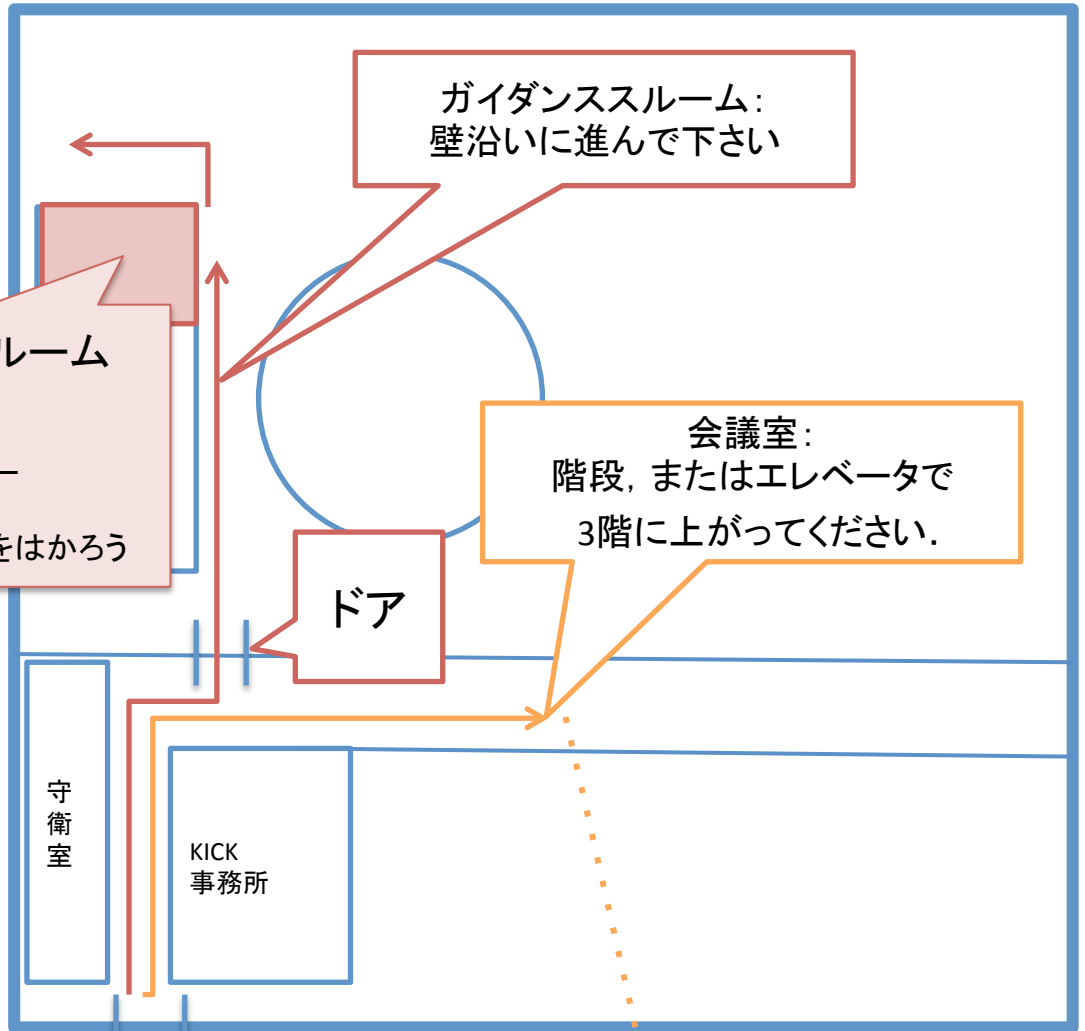 ガイダンススルーム：
壁沿いに進んで下さい
ルーム
ー
をはかろう
会議室：
階段，またはエレベータで
3階に上がってください．
ドア
守衛室
KICK
事務所